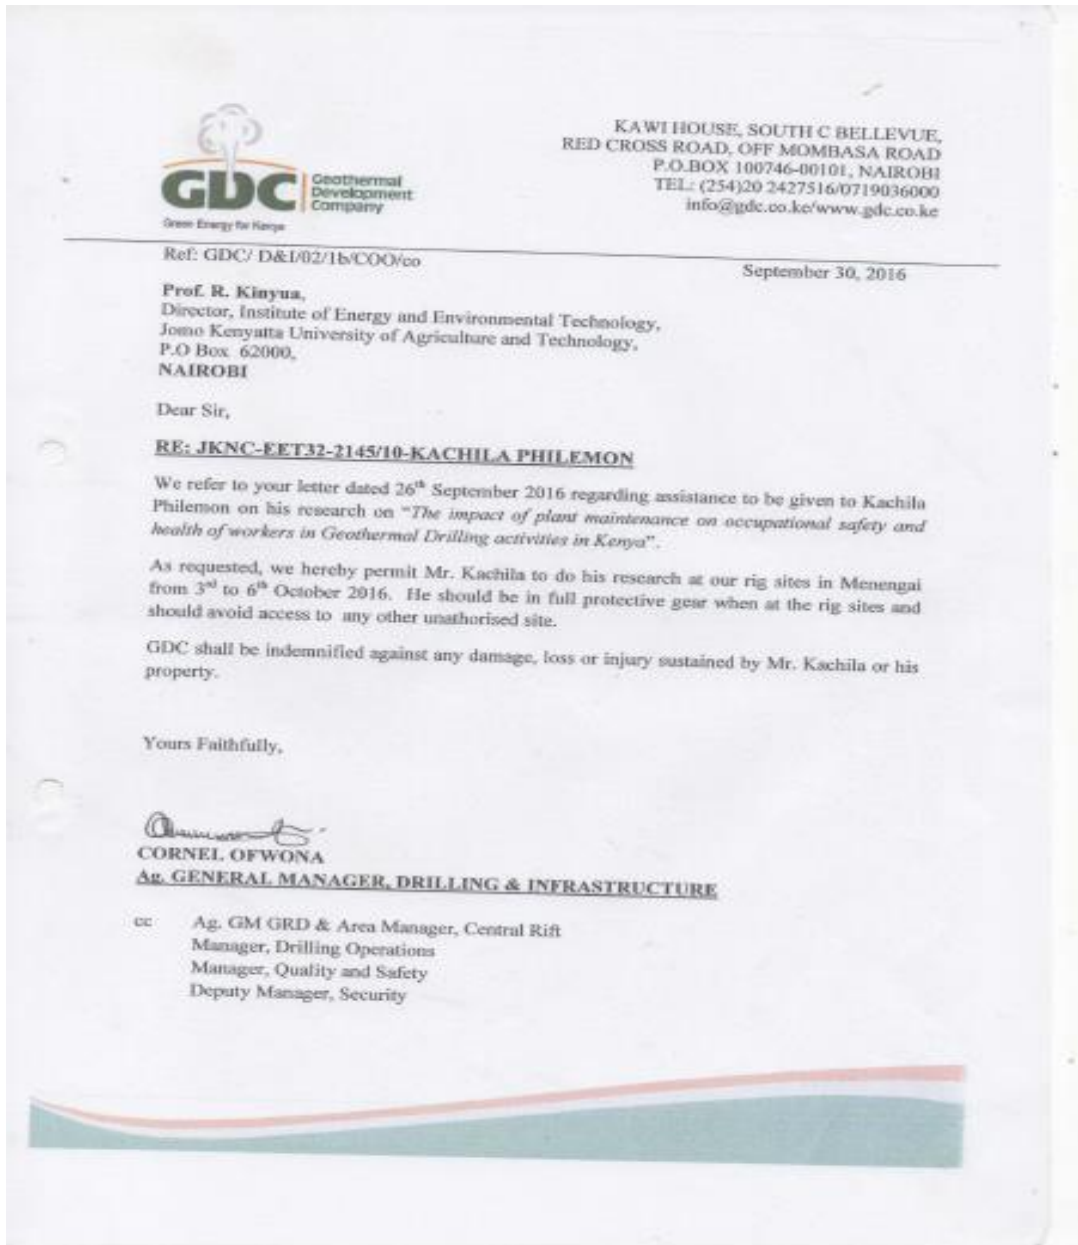 KAWI HOUSE, SOUTH C BELLEVUE,
RED CROSS ROAD, OFF MOMBASA ROAD
P.O.BOX 100746-00101, NAIROBI
TEL: (254)20 2427516/0719036000
info@gdc.co.ke/www.gdc.co.ke
GDC
Geothermal
Development
Company
Green Energy for Kenya
Ref: GDC/ D&I/02/1b/COO/co
September 30, 2016
Prof. R. Kinyua,
Director, Institute of Energy and Environmental Technology,
Jomo Kenyatta University of Agriculture and Technology,
P.O Box 62000,
NAIROBI
Dear Sir,
RE: JKNC-EET32-2145/10-KACHILA PHILEMON
We refer to your letter dated 26th September 2016 regarding assistance to be given to Kachila
Philemon on his research on "The impact of plant maintenance on occupational safety and
health of workers in Geothermal Drilling activities in Kenya".
As requested, we hereby permit Mr. Kachila to do his research at our rig sites in Menengai
from 3rd to 6th October 2016. He should be in full protective gear when at the rig sites and
should avoid access to any other unathorised site.
GDC shall be indemnified against any damage, loss or injury sustained by Mr. Kachila or his
property.
Yours Faithfully,
CORNEL OFWONA
Ag. GENERAL MANAGER, DRILLING & INFRASTRUCTURE
cc Ag. GM GRD & Area Manager, Central Rift
Manager, Drilling Operations
Manager, Quality and Safety
Deputy Manager, Security